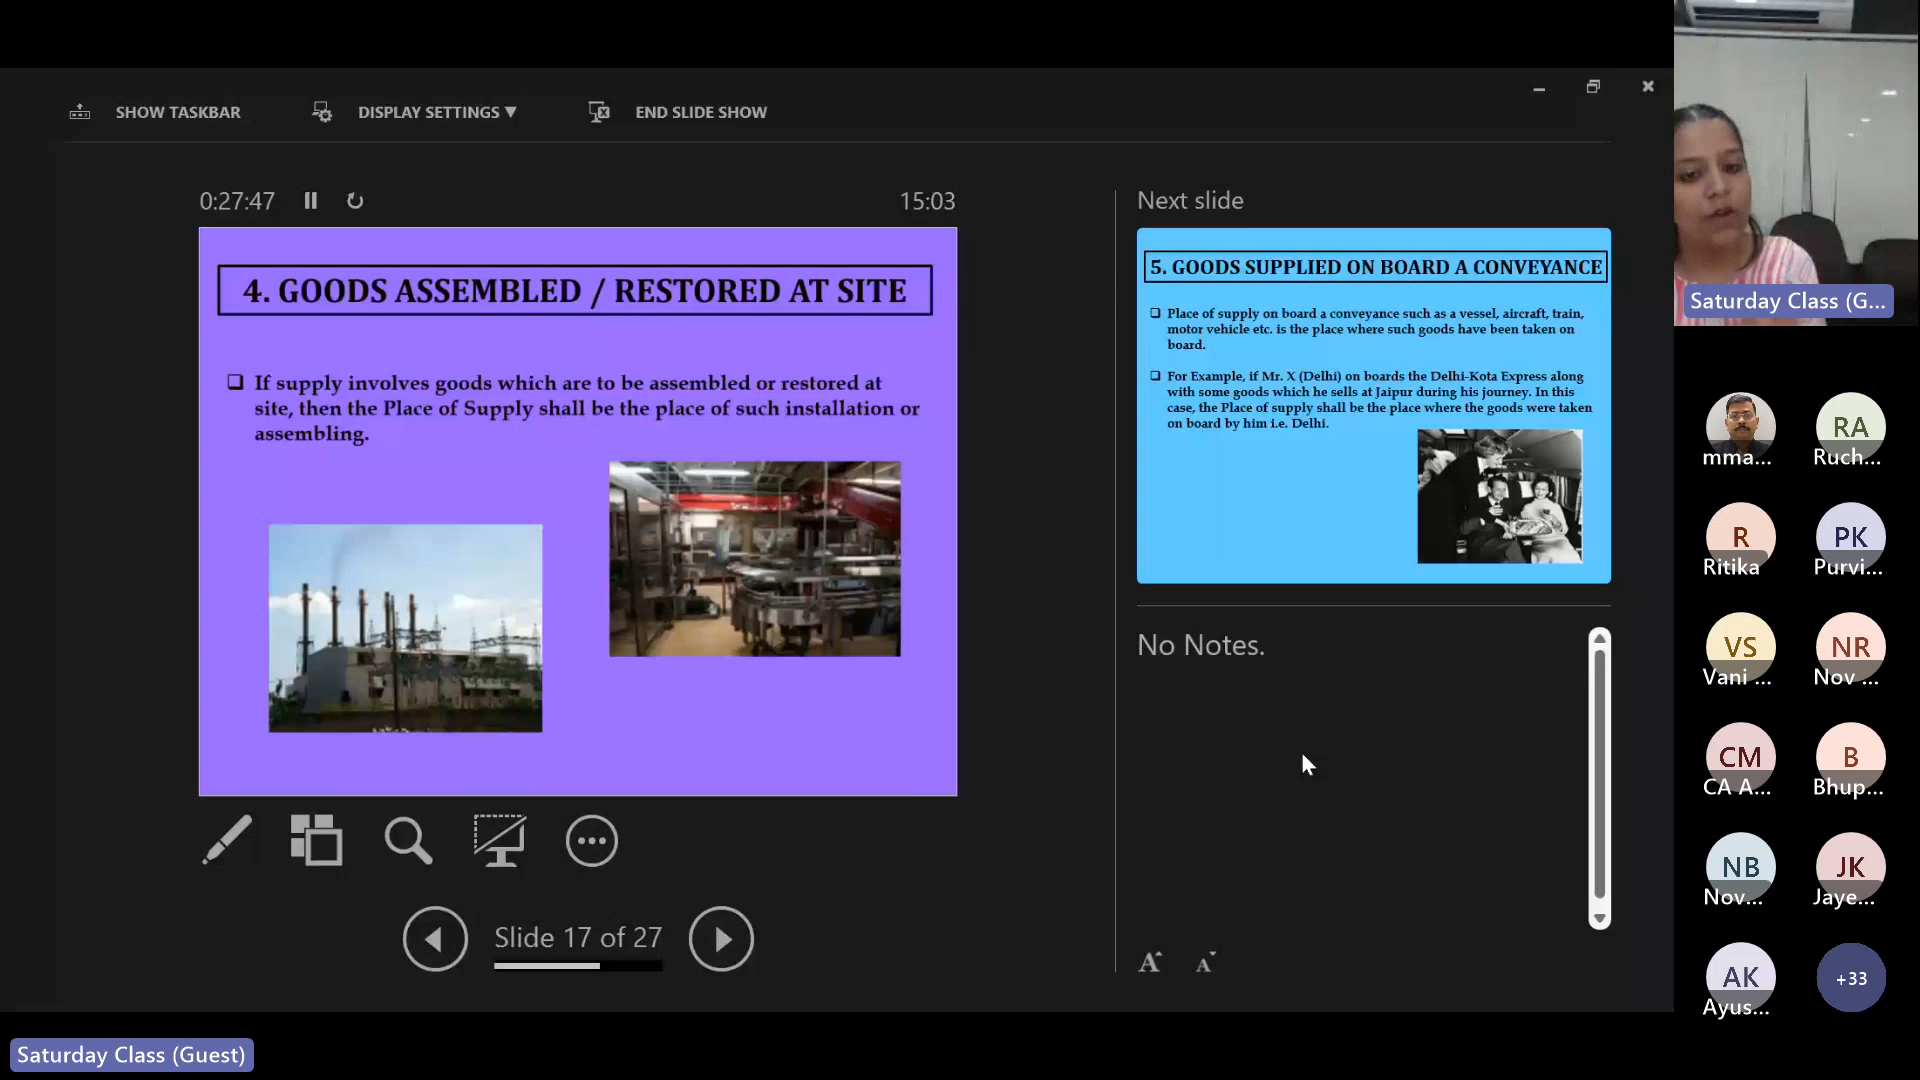 SHOW TASKBAR
DISPLAY SETTINGS ▼
END SLIDE SHOW
0:27:47
15:03
4. GOODS ASSEMBLED / RESTORED AT SITE
❑ If supply involves goods which are to be assembled or restored at
site, then the Place of Supply shall be the place of such installation or
assembling.
Slide 17 of 27
Next slide
5. GOODS SUPPLIED ON BOARD A CONVEYANCE
❑ Place of supply on board a conveyance such as a vessel, aircraft, train,
motor vehicle etc. is the place where such goods have been taken on
board.
❑ For Example, if Mr. X (Delhi) on boards the Delhi-Kota Express along
with some goods which he sells at Jaipur during his journey. In this
case, the Place of supply shall be the place where the goods were taken
on board by him i.e. Delhi.
No Notes.
A A
Saturday Class (G...
mma...
RA
Ruch...
R
Ritika
PK
Purvi...
VS
Vani ...
NR
Nov ...
CM
CA A...
B
Bhup...
NB
Nov...
JK
Jaye...
AK
Ayus...
+33
Saturday Class (Guest)